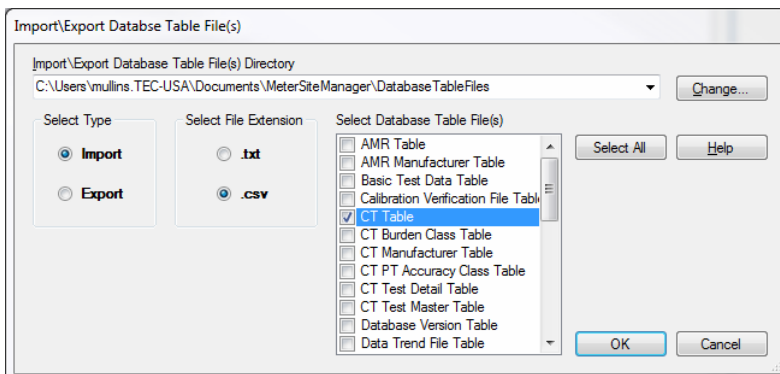 Import\Export Databse Table File(s)
Import\Export Database Table File(s) Directory
C:\Users\mullins.TEC-USA\Documents\MeterSiteManager\DatabaseTableFiles
Change...
Select Type
Import
Export
Select File Extension
.txt
.csv
Select Database Table File(s)
AMR Table
AMR Manufacturer Table
Basic Test Data Table
Calibration Verification File Table
CT Table
CT Burden Class Table
CT Manufacturer Table
CT PT Accuracy Class Table
CT Test Detail Table
CT Test Master Table
Database Version Table
Data Trend File Table
Select All
Help
OK
Cancel